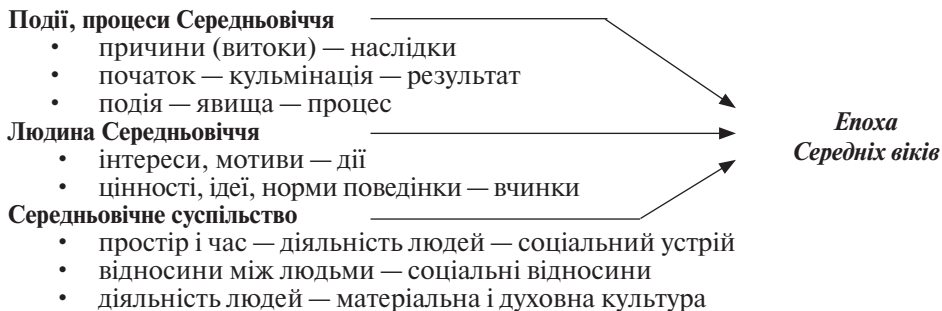 Події, процеси Середньовіччя
• причини (витоки) — наслідки
• початок — кульмінація — результат
• подія — явища — процес
Людина Середньовіччя
• інтереси, мотиви — дії
• цінності, ідеї, норми поведінки — вчинки
Середньовічне суспільство
• простір і час — діяльність людей — соціальний устрій
• відносини між людьми — соціальні відносини
• діяльність людей — матеріальна і духовна культура
Епоха
Середніх віків